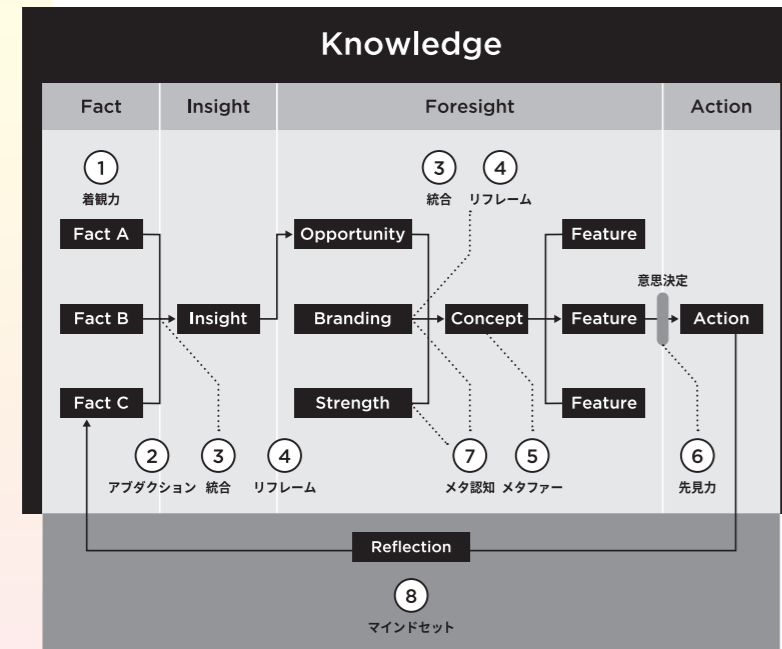 Knowledge
Fact
Insight
Foresight
Action
1
着観力
3
統合
4
リフレーム
Fact A
Opportunity
Feature
意思決定
Fact B
Insight
Branding
Concept
Feature
Action
Fact C
Strength
Feature
2
アブダクション
3
統合
4
リフレーム
7
メタ認知
5
メタファー
6
先見力
Reflection
8
マインドセット